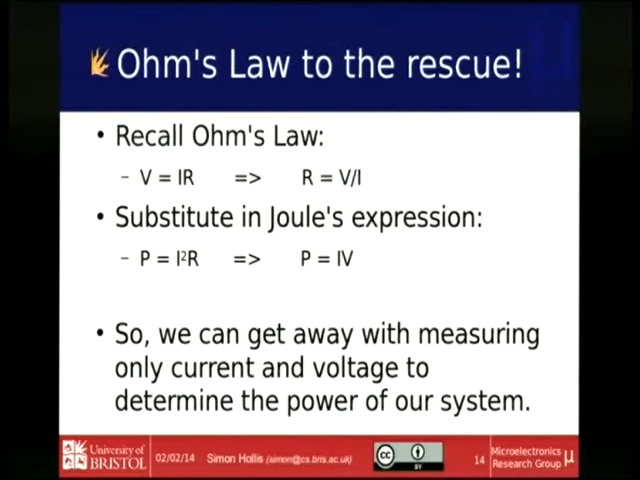 Ohm's Law to the rescue!
• Recall Ohm's Law:
– V = IR => R = V/I
• Substitute in Joule's expression:
– P = I²R => P = IV
• So, we can get away with measuring
only current and voltage to
determine the power of our system.
University of
BRISTOL
02/02/14
Simon Hollis (simon@cs.bris.ac.uk)
cc
BY
14
Microelectronics
Research Group
μ